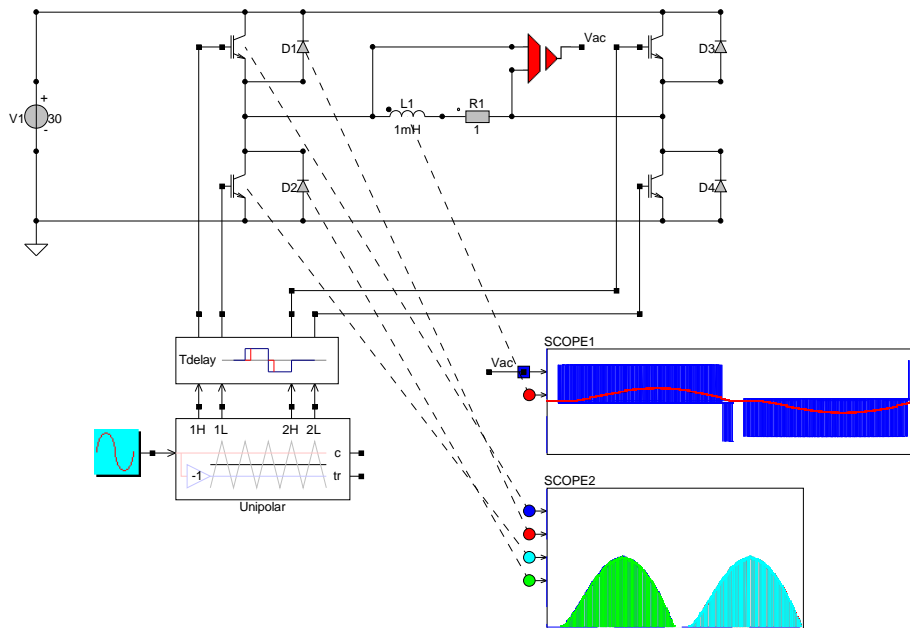 D1
Vac
D3
+
V1
30
-
L1
R1
1mH
1
D2
D4
SCOPE1
Tdelay
Vac
1H 1L 2H 2L
c
-1
tr
Unipolar
SCOPE2